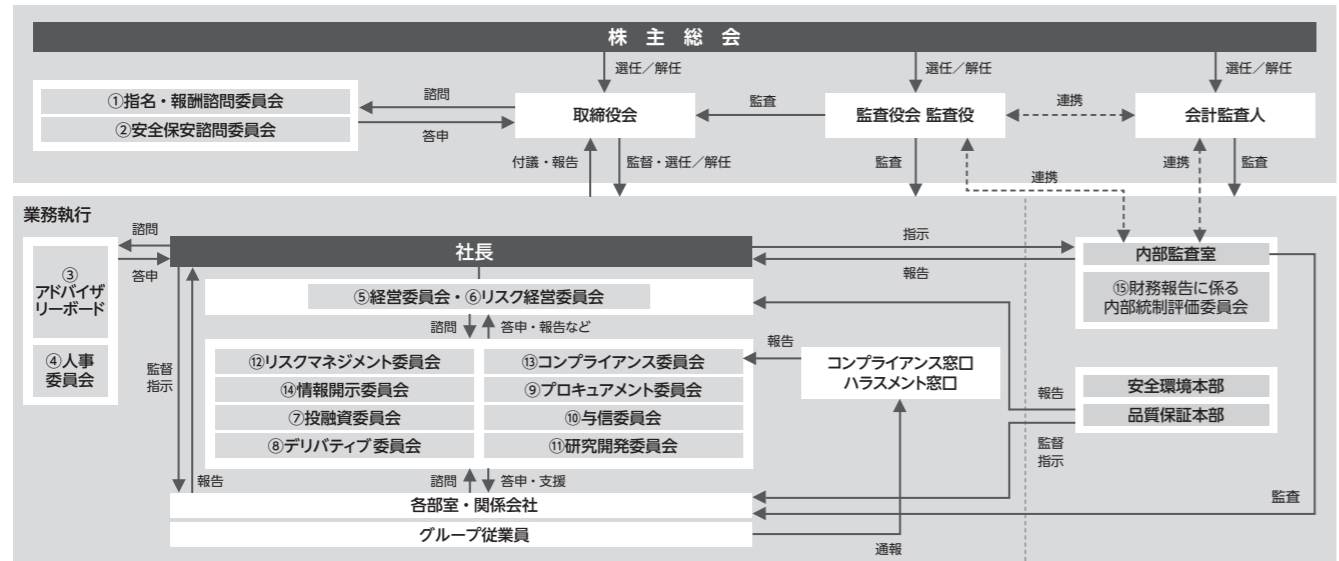 株主総会
選任／解任
選任／解任
選任／解任
①指名・報酬諮問委員会
②安全保安諮問委員会
諮問
答申
取締役会
監査
監査役会 監査役
連携
会計監査人
付議・報告
監督・選任／解任
監査
連携
連携
監査
業務執行
諮問
答申
③
アドバイザ
リーボード
④人事
委員会
社長
指示
報告
内部監査室
⑮財務報告に係る
内部統制評価委員会
⑤経営委員会・⑥リスク経営委員会
諮問
答申・報告など
監督
指示
⑫リスクマネジメント委員会
⑬コンプライアンス委員会
⑭情報開示委員会
⑨プロキュアメント委員会
⑦投融資委員会
⑩与信委員会
⑧デリバティブ委員会
⑪研究開発委員会
報告
コンプライアンス窓口
ハラスメント窓口
報告
安全環境本部
品質保証本部
監督
指示
報告
諮問
答申・支援
各部室・関係会社
グループ従業員
通報
監査